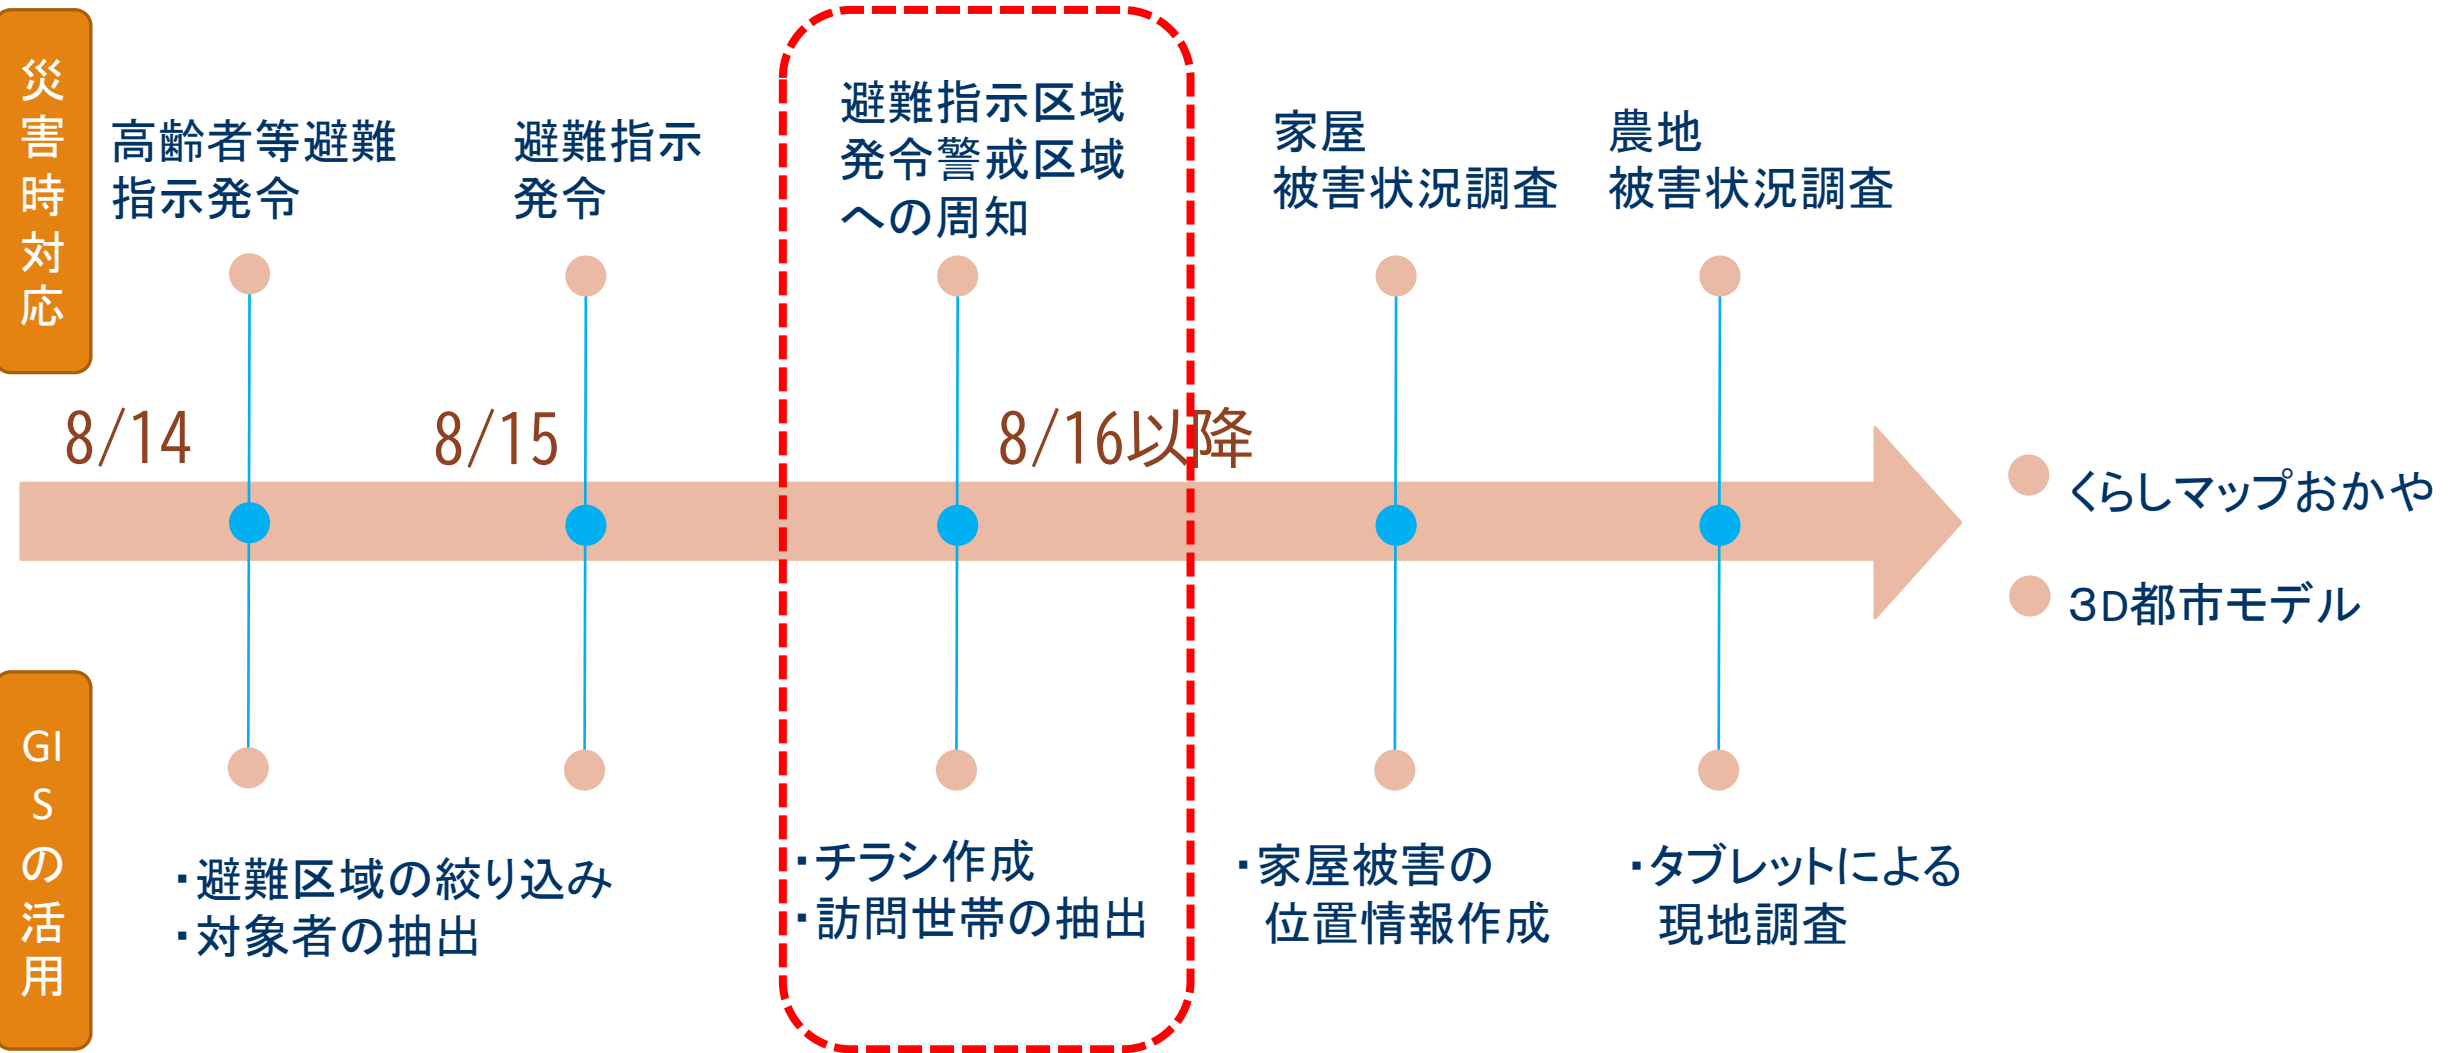 災害時対応
高齢者等避難
指示発令
避難指示
発令
避難指示区域
発令警戒区域
への周知
家屋
被害状況調査
農地
被害状況調査
8/14
8/15
8/16以降
くらしマップおかや
３D都市モデル
GISの活用
・避難区域の絞り込み
・対象者の抽出
・チラシ作成
・訪問世帯の抽出
・家屋被害の
位置情報作成
・タブレットによる
現地調査